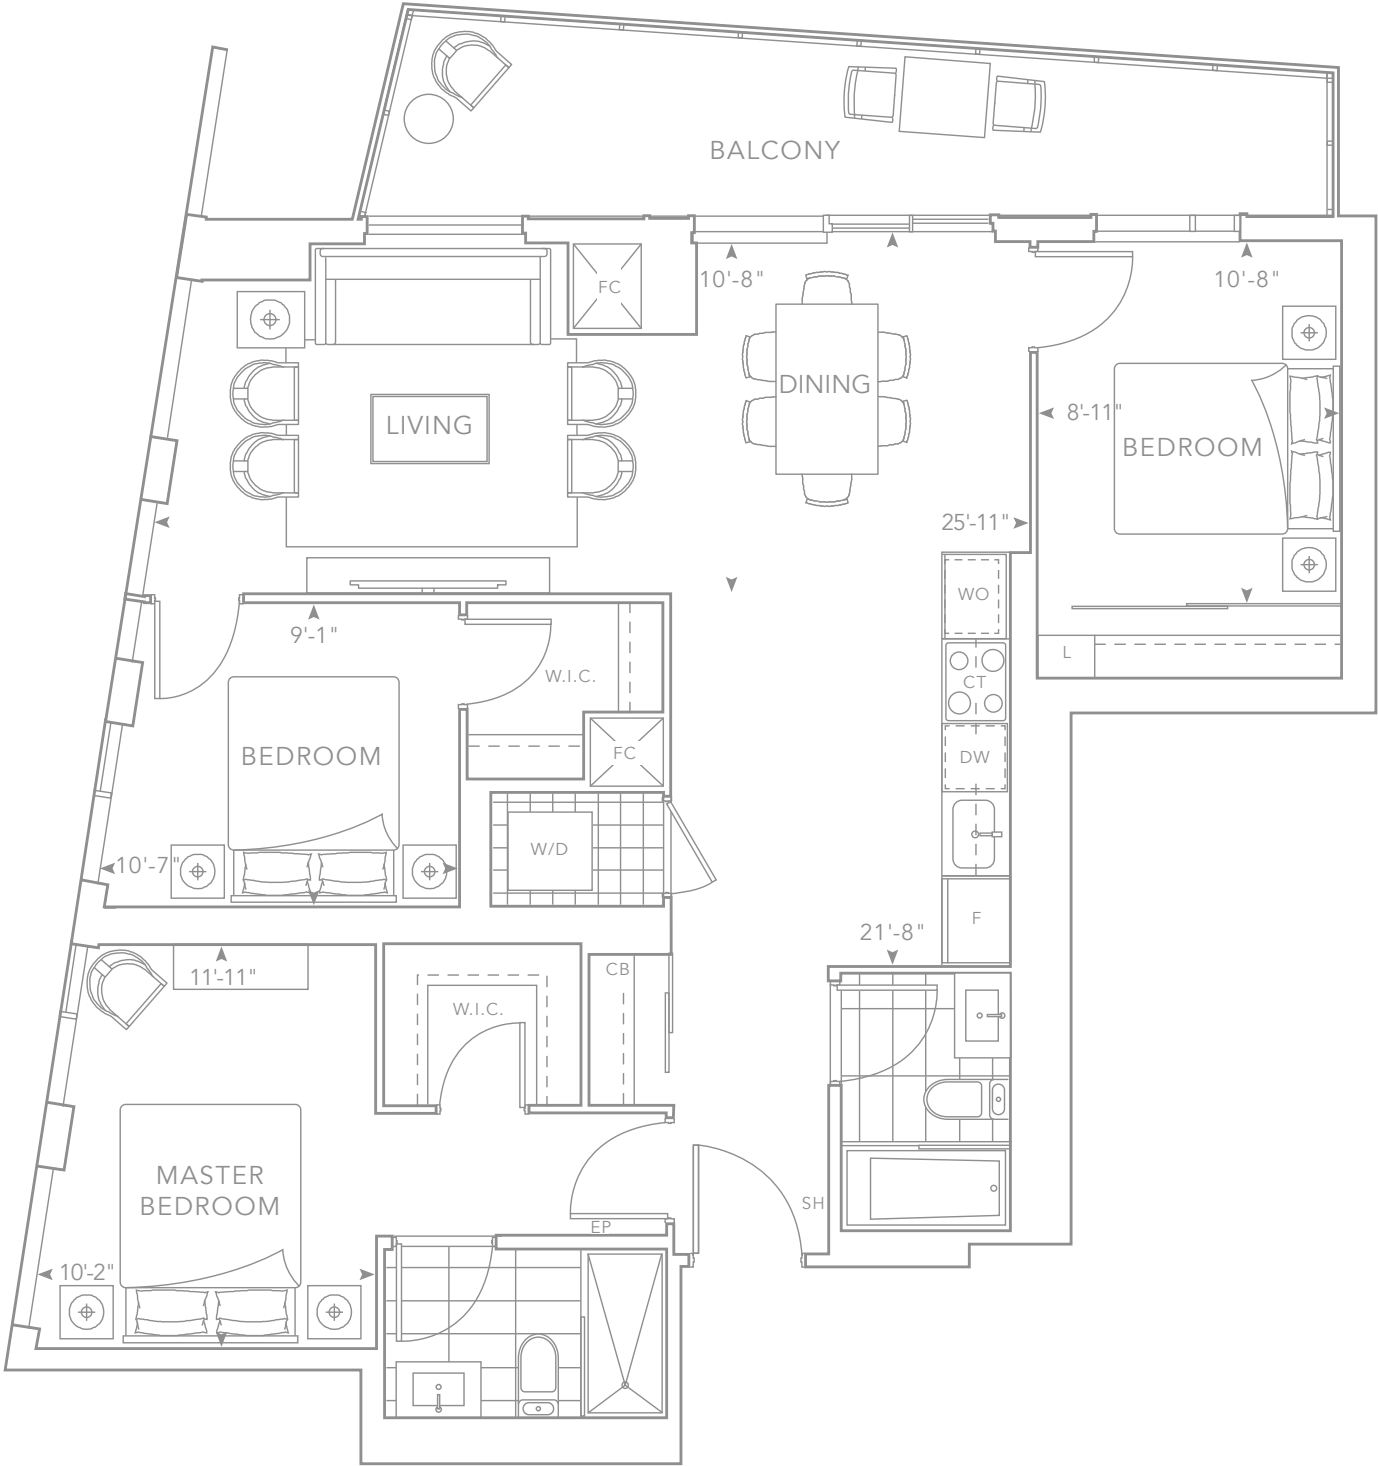 BALCONY
FC
10'-8"
10'-8"
DINING
LIVING
8'-11"
BEDROOM
25'-11"
WO
9'-1"
L
W.I.C.
CT
BEDROOM
FC
DW
W/D
10'-7"
F
21'-8"
CB
11'-11"
W.I.C.
MASTER
BEDROOM
SH
EP
10'-2"